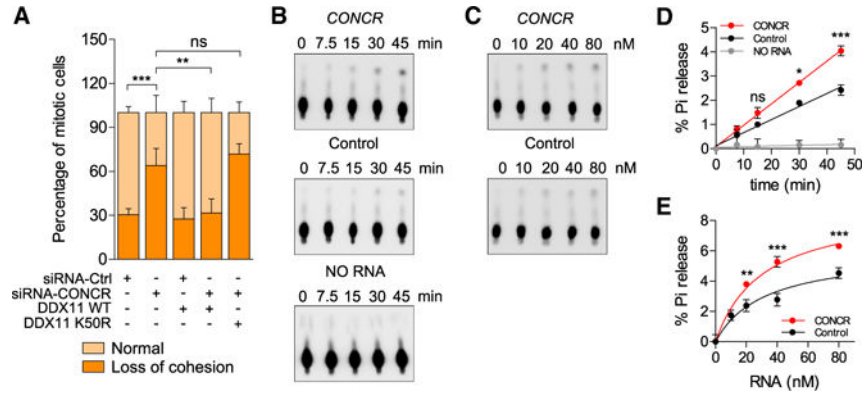 A
Percentage of mitotic cells
150
120
90
60
30
0
ns
***
**
siRNA-Ctrl + +
siRNA-CONCR + + +
DDX11 WT + +
DDX11 K50R +
Normal
Loss of cohesion
B
CONCR
0 7.5 15 30 45 min
Control
0 7.5 15 30 45 min
NO RNA
0 7.5 15 30 45 min
C
CONCR
0 10 20 40 80 nM
Control
0 10 20 40 80 nM
D
CONCR
Control
NO RNA
% Pi release
5
4
3
2
1
0
ns
*
***
0 10 20 30 40 50
time (min)
E
% Pi release
8
6
4
2
0
**
***
***
CONCR
Control
0 20 40 60 80
RNA (nM)